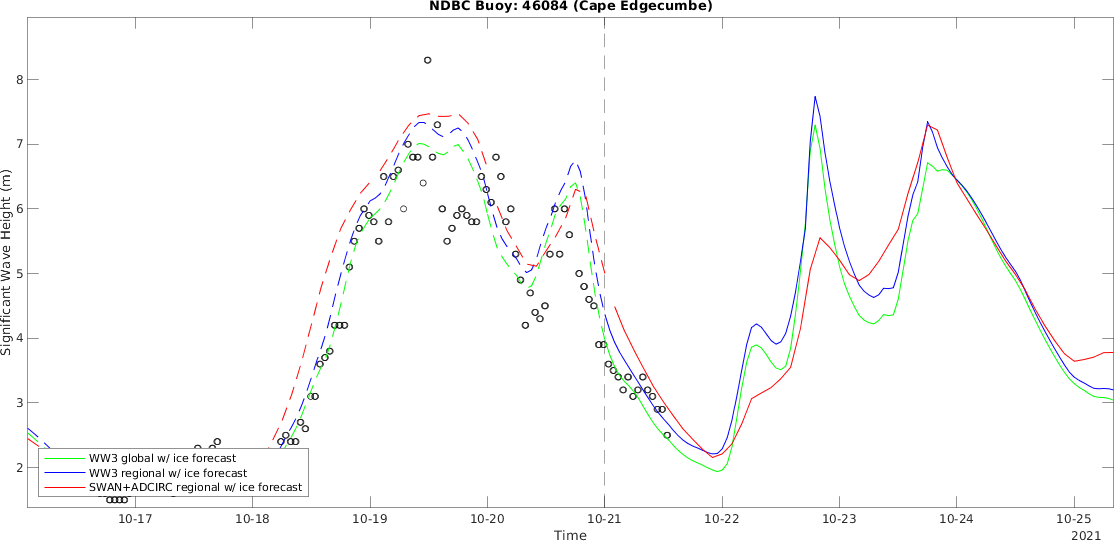 NDBC Buoy: 46084 (Cape Edgecumbe)
Significant Wave Height (m)
8
7
6
5
4
3
2
WW3 global w/ ice forecast
WW3 regional w/ ice forecast
SWAN+ADCIRC regional w/ ice forecast
10-17 10-18 10-19 10-20 10-21 10-22 10-23 10-24 10-25
Time 2021